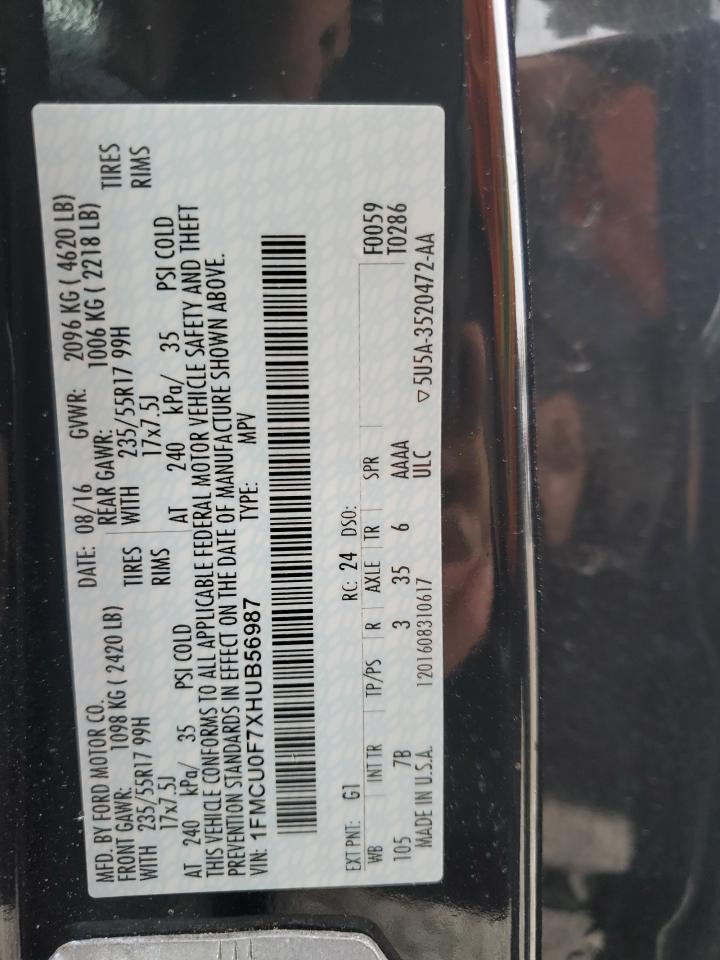 MFD. BY FORD MOTOR CO. DATE: 08/16 GVWR: 2096 KG ( 4620 LB)
FRONT GAWR: 1098 KG ( 2420 LB) REAR GAWR: 1006 KG ( 2218 LB)
WITH 235/55R17 99H TIRES WITH 235/55R17 99H TIRES
17x7.5J RIMS 17x7.5J RIMS
AT 240 kPa/ 35 PSI COLD AT 240 kPa/ 35 PSI COLD
THIS VEHICLE CONFORMS TO ALL APPLICABLE FEDERAL MOTOR VEHICLE SAFETY AND THEFT
PREVENTION STANDARDS IN EFFECT ON THE DATE OF MANUFACTURE SHOWN ABOVE.
VIN: 1FMCU0F7XHUB56987 TYPE: MPV
EXT PNT: G1 RC: 24 DSO: F0059
WB INT TR TP/PS R AXLE TR SPR T0286
105 7B 3 35 6 AAAA
MADE IN U.S.A. 1201608310617 ULC ▽5U5A-3520472-AA